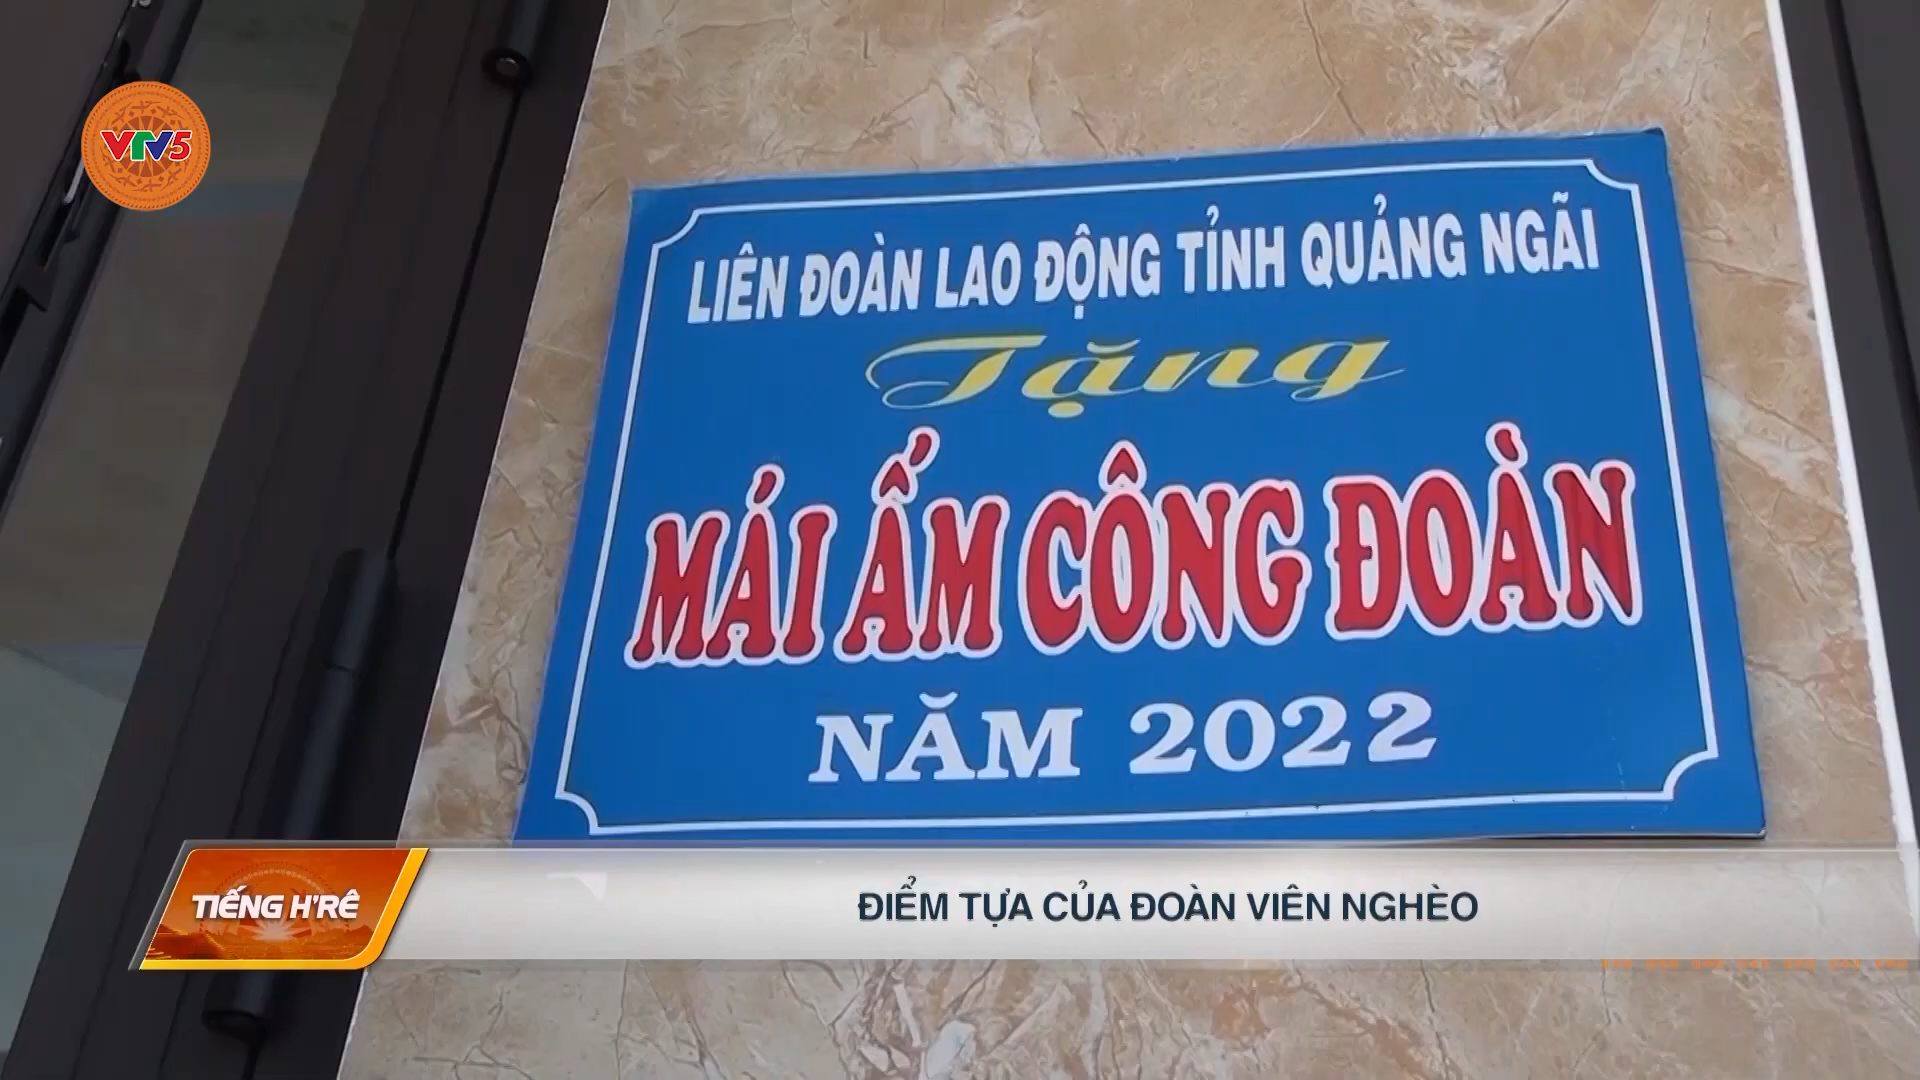 VTV5
LIÊN ĐOÀN LAO ĐỘNG TỈNH QUẢNG NGÃI
Tặng
MÁI ẤM CÔNG ĐOÀN
NĂM 2022
TIẾNG H'RÊ
ĐIỂM TỰA CỦA ĐOÀN VIÊN NGHÈO